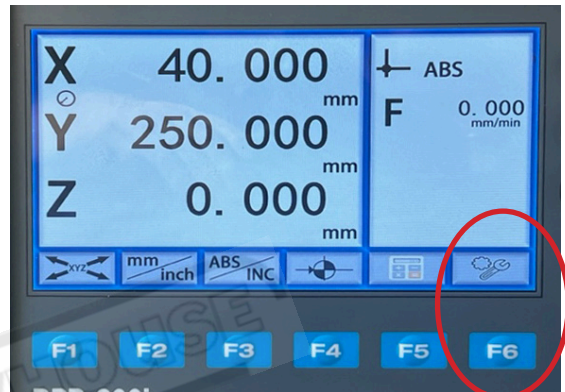 X 40. 000 mm
Y 250. 000 mm
Z 0. 000 mm
ABS
F 0. 000 mm/min
XYZ
mm inch
ABS INC
F1 F2 F3 F4 F5 F6
HOUSE